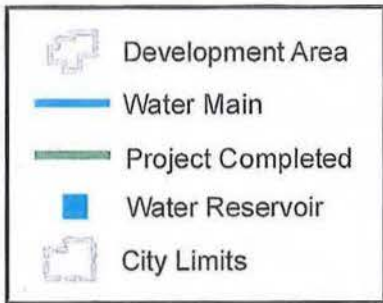 Development Area
Water Main
Project Completed
Water Reservoir
City Limits